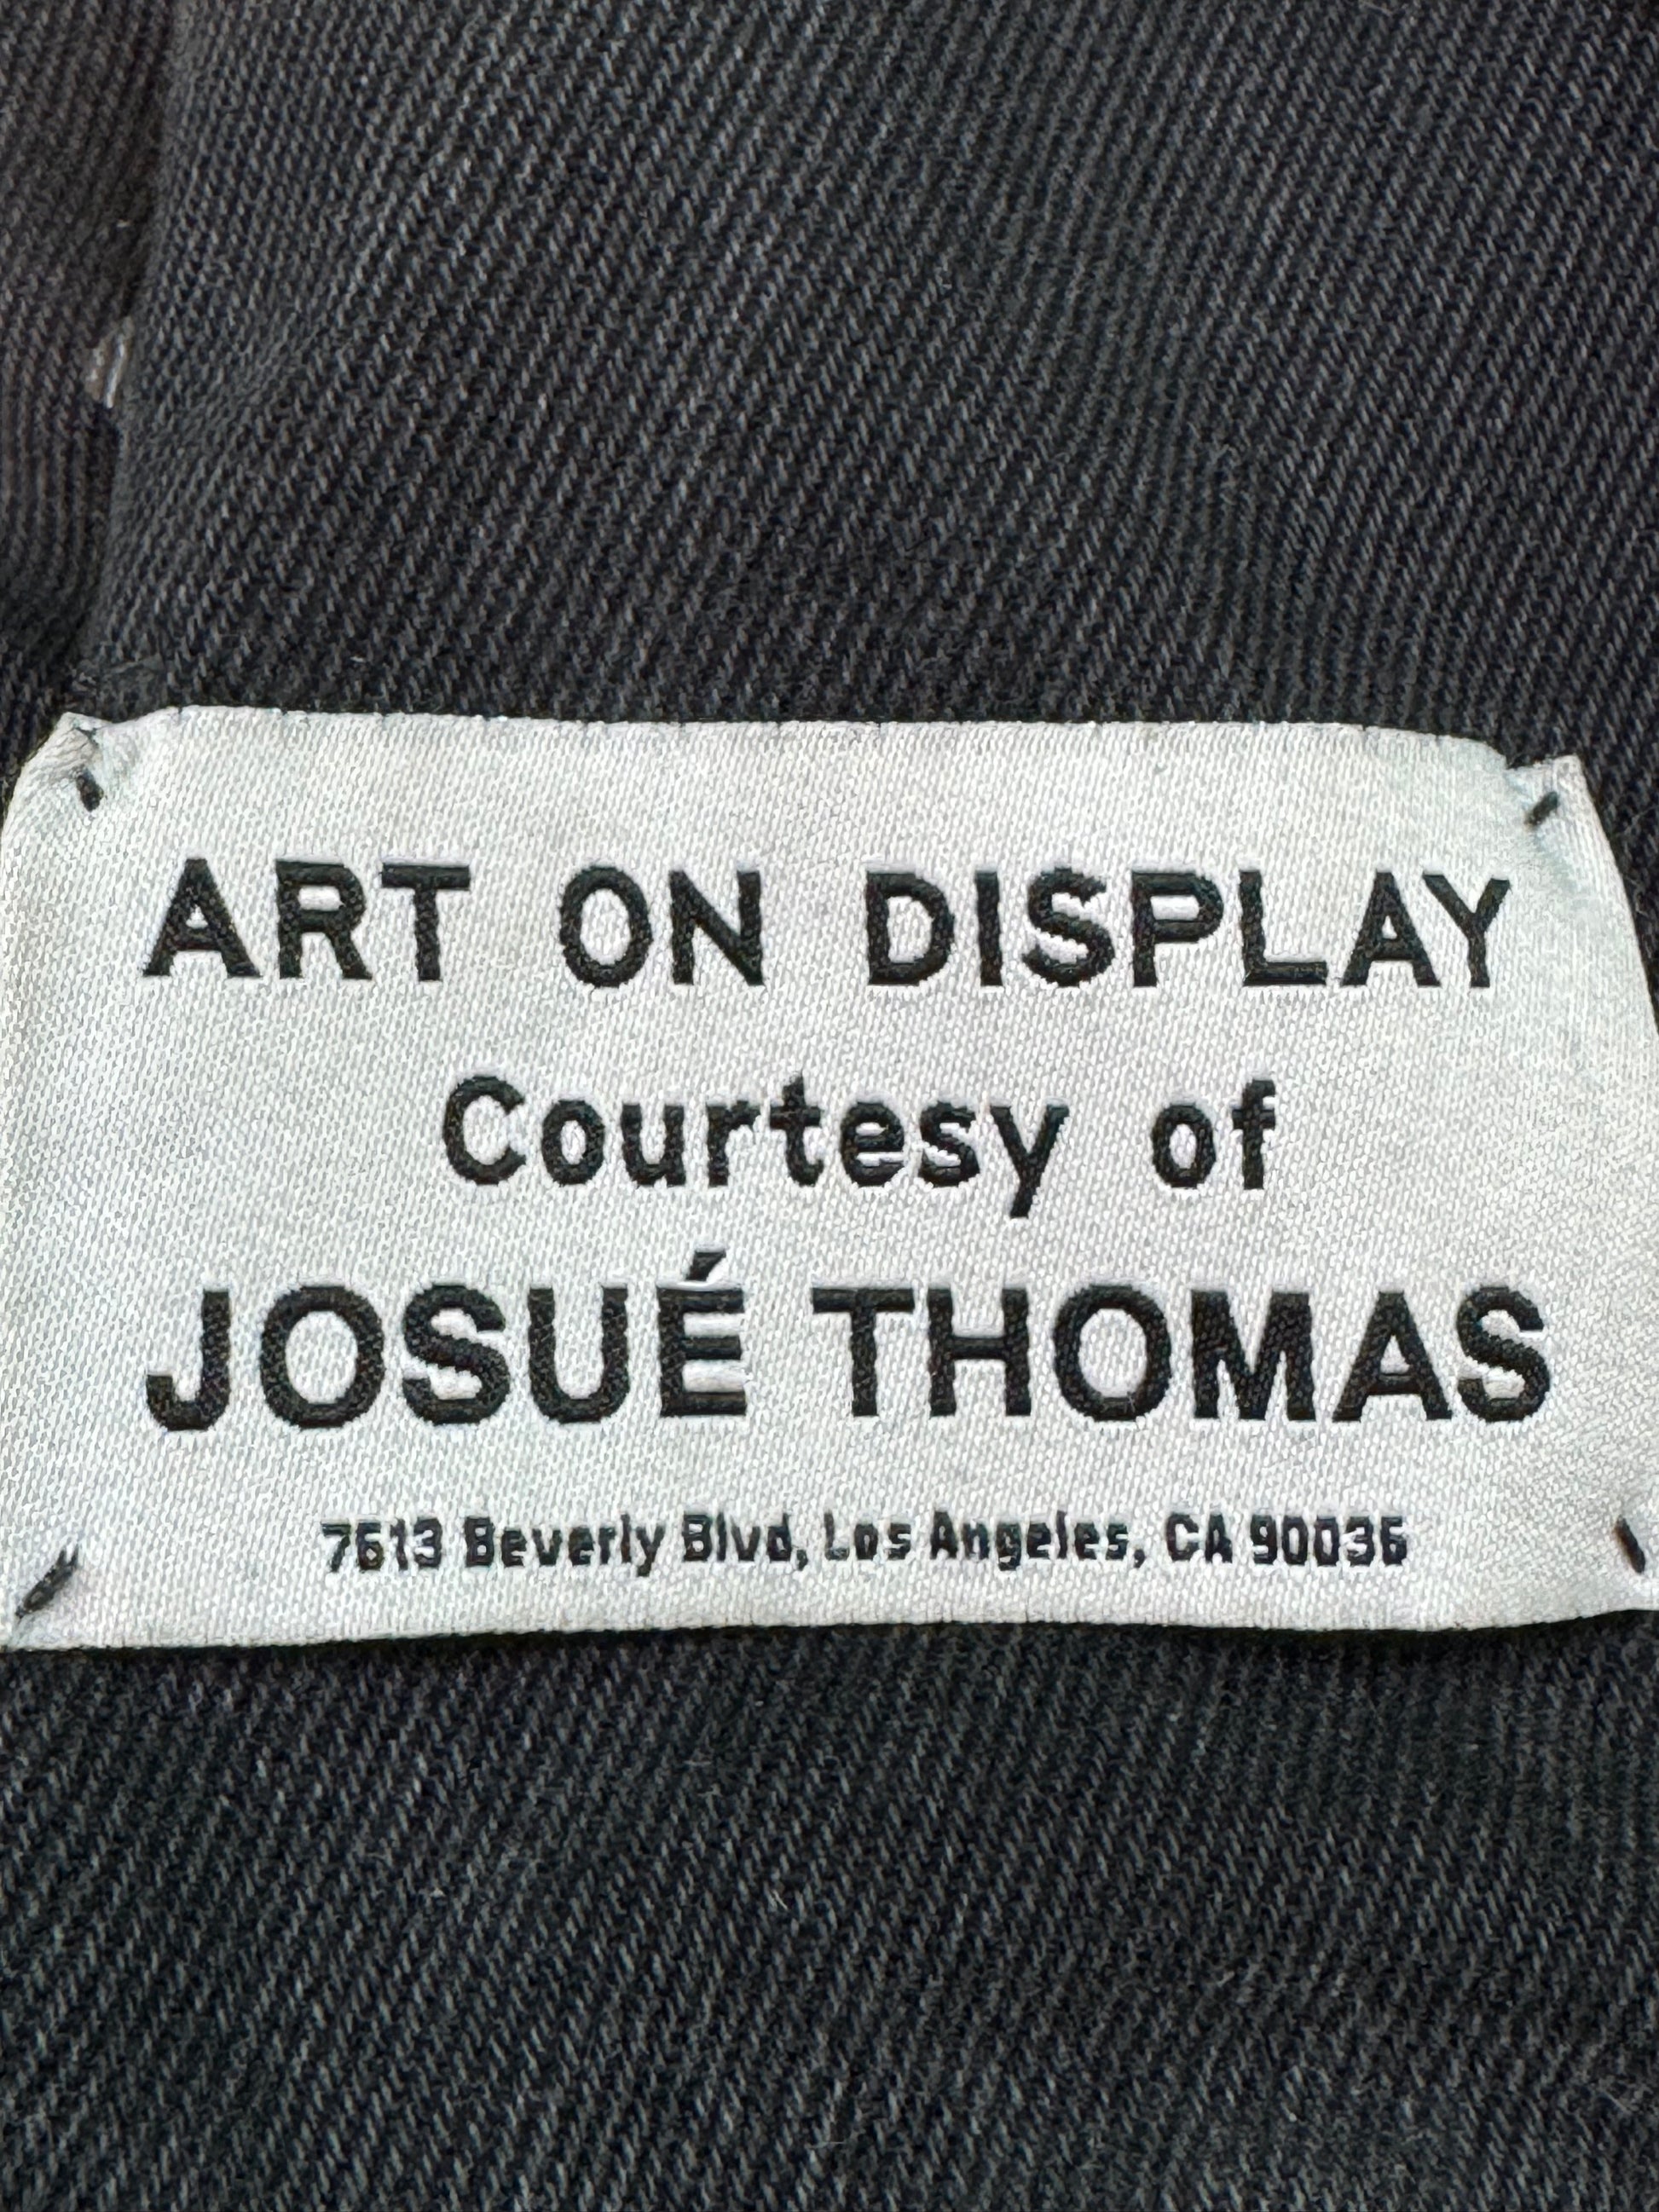 ART ON DISPLAY
Courtesy of
JOSUÉ THOMAS
7613 Beverly Blvd, Los Angeles, CA 90036